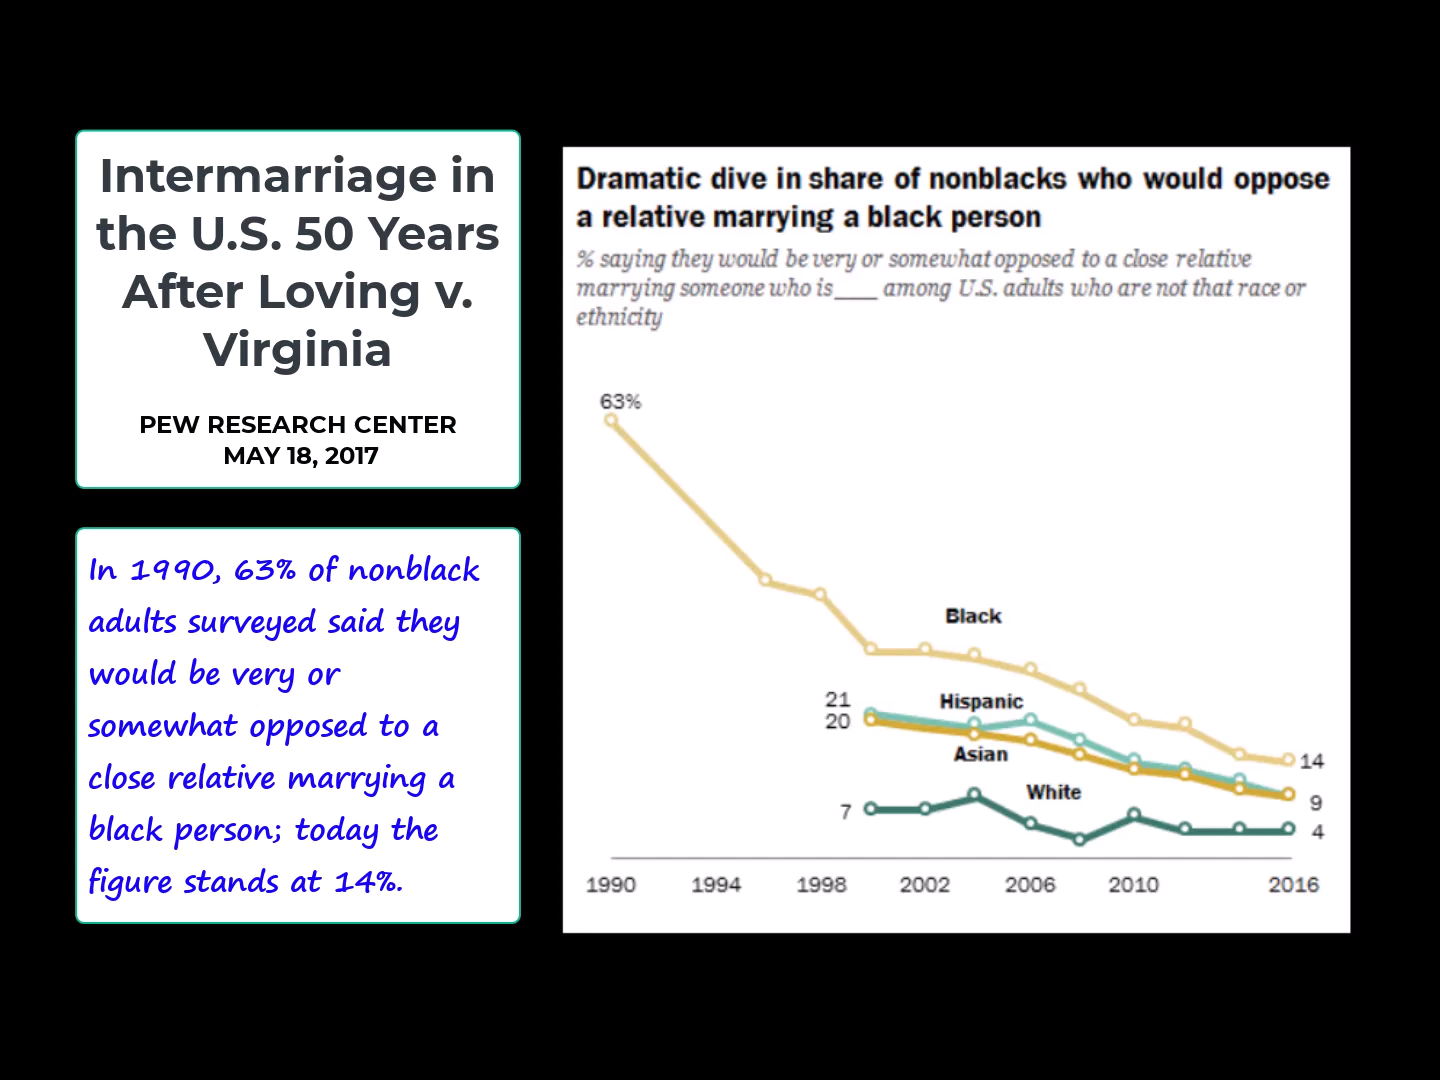 Intermarriage in
the U.S. 50 Years
After Loving v.
Virginia
PEW RESEARCH CENTER
MAY 18, 2017
In 1990, 63% of nonblack
adults surveyed said they
would be very or
somewhat opposed to a
close relative marrying a
black person; today the
figure stands at 14%.
Dramatic dive in share of nonblacks who would oppose
a relative marrying a black person
% saying they would be very or somewhat opposed to a close relative
marrying someone who is ____ among U.S. adults who are not that race or
ethnicity
63%
Black
21
Hispanic
20
Asian
14
White
9
7
4
1990 1994 1998 2002 2006 2010 2016